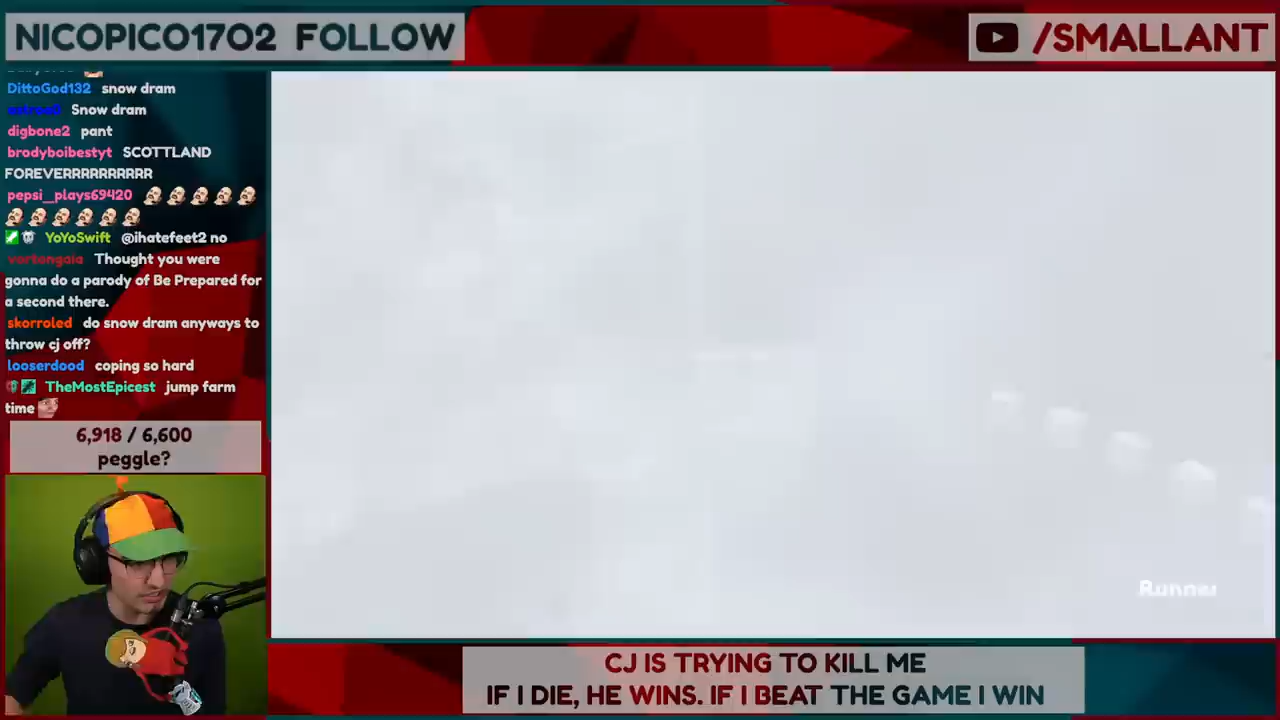 NICOPICO1702 FOLLOW
/SMALLANT
DittoGod132 snow dram
Snow dram
digbone2 pant
brodyboibestyt SCOTTLAND
FOREVERRRRRRRRRR
pepsi_plays69420
YoYoSwift @ihatefeet2 no
vortongaia Thought you were
gonna do a parody of Be Prepared for
a second there.
skorroled do snow dram anyways to
throw cj off?
looserdood coping so hard
TheMostEpicest jump farm
time
6,918 / 6,600
peggle?
Runner
CJ IS TRYING TO KILL ME
IF I DIE, HE WINS. IF I BEAT THE GAME I WIN